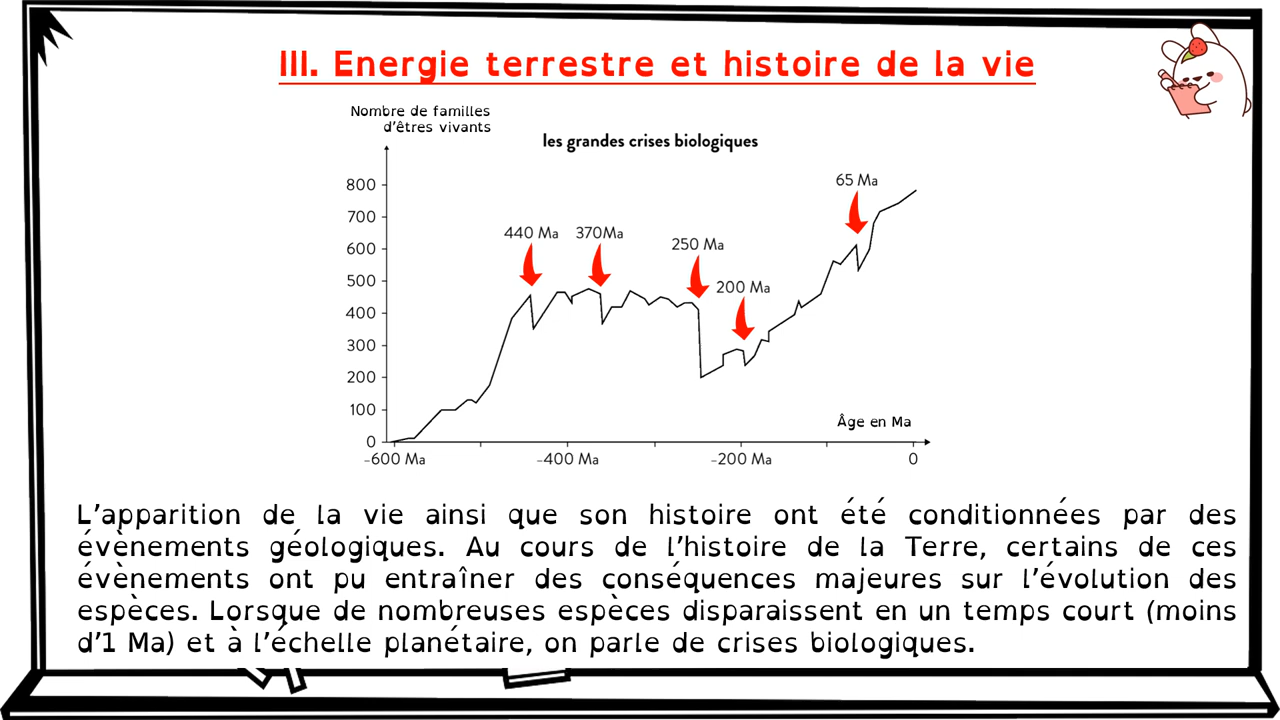 III. Energie terrestre et histoire de la vie
Nombre de familles
d'êtres vivants
les grandes crises biologiques
800
700
600
500
400
300
200
100
0
440 Ma
370Ma
250 Ma
200 Ma
65 Ma
Âge en Ma
-600 Ma
-400 Ma
-200 Ma
0
L'apparition de la vie ainsi que son histoire ont été conditionnées par des
évènements géologiques. Au cours de l'histoire de la Terre, certains de ces
évènements ont pu entraîner des conséquences majeures sur l'évolution des
espèces. Lorsque de nombreuses espèces disparaissent en un temps court (moins
d'1 Ma) et à l'échelle planétaire, on parle de crises biologiques.